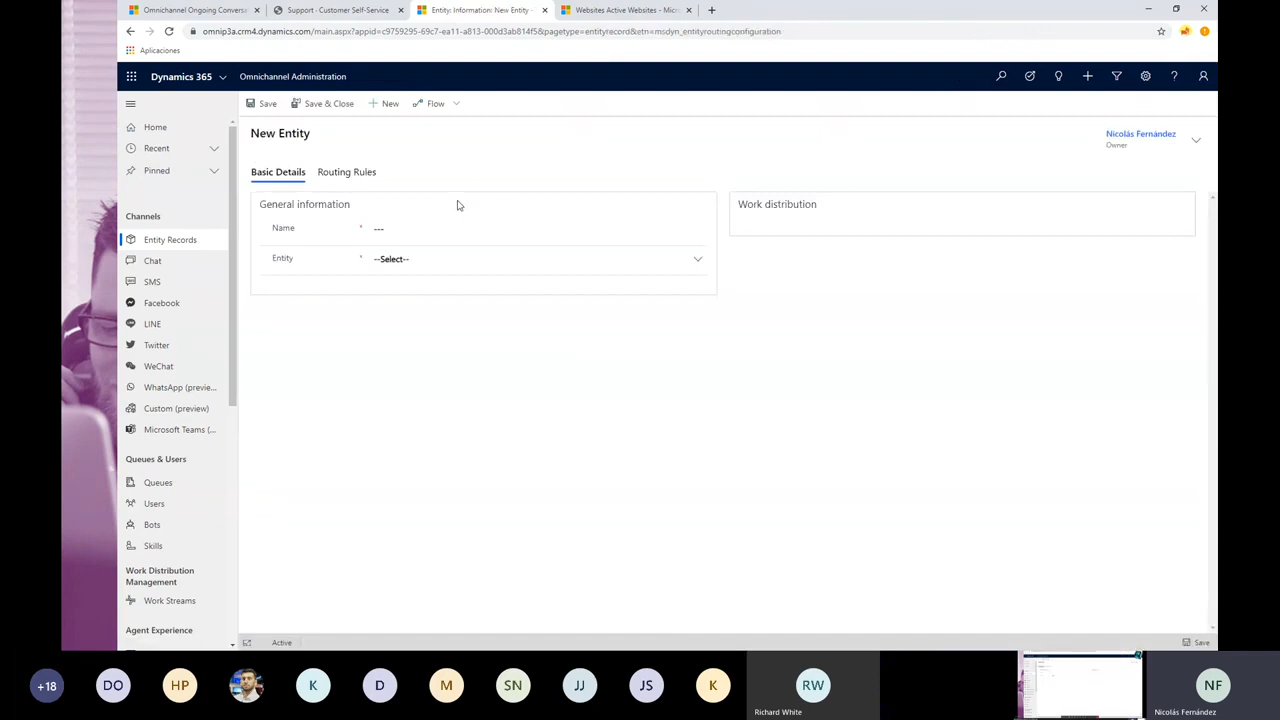 Omnichannel Ongoing Conversa
Support - Customer Self-Service
Entity: Information: New Entity -
Websites Active Websites - Micro
omnip3a.crm4.dynamics.com/main.aspx?appid=c9759295-69c7-ea11-a813-000d3ab814f5&pagetype=entityrecord&etn=msdyn_entityroutingconfiguration
Aplicaciones
Dynamics 365
Omnichannel Administration
Save
Save & Close
New
Flow
New Entity
Nicolás Fernández
Owner
Basic Details
Routing Rules
Home
Recent
Pinned
Channels
Entity Records
Chat
SMS
Facebook
LINE
Twitter
WeChat
WhatsApp (previe...
Custom (preview)
Microsoft Teams (...
Queues & Users
Queues
Users
Bots
Skills
Work Distribution
Management
Work Streams
Agent Experience
General information
Name * ---
Entity * --Select--
Work distribution
Active
Save
+18
DO
HP
K
D
M
SN
JJ
JS
K
RW
Richard White
NF
Nicolás Fernández